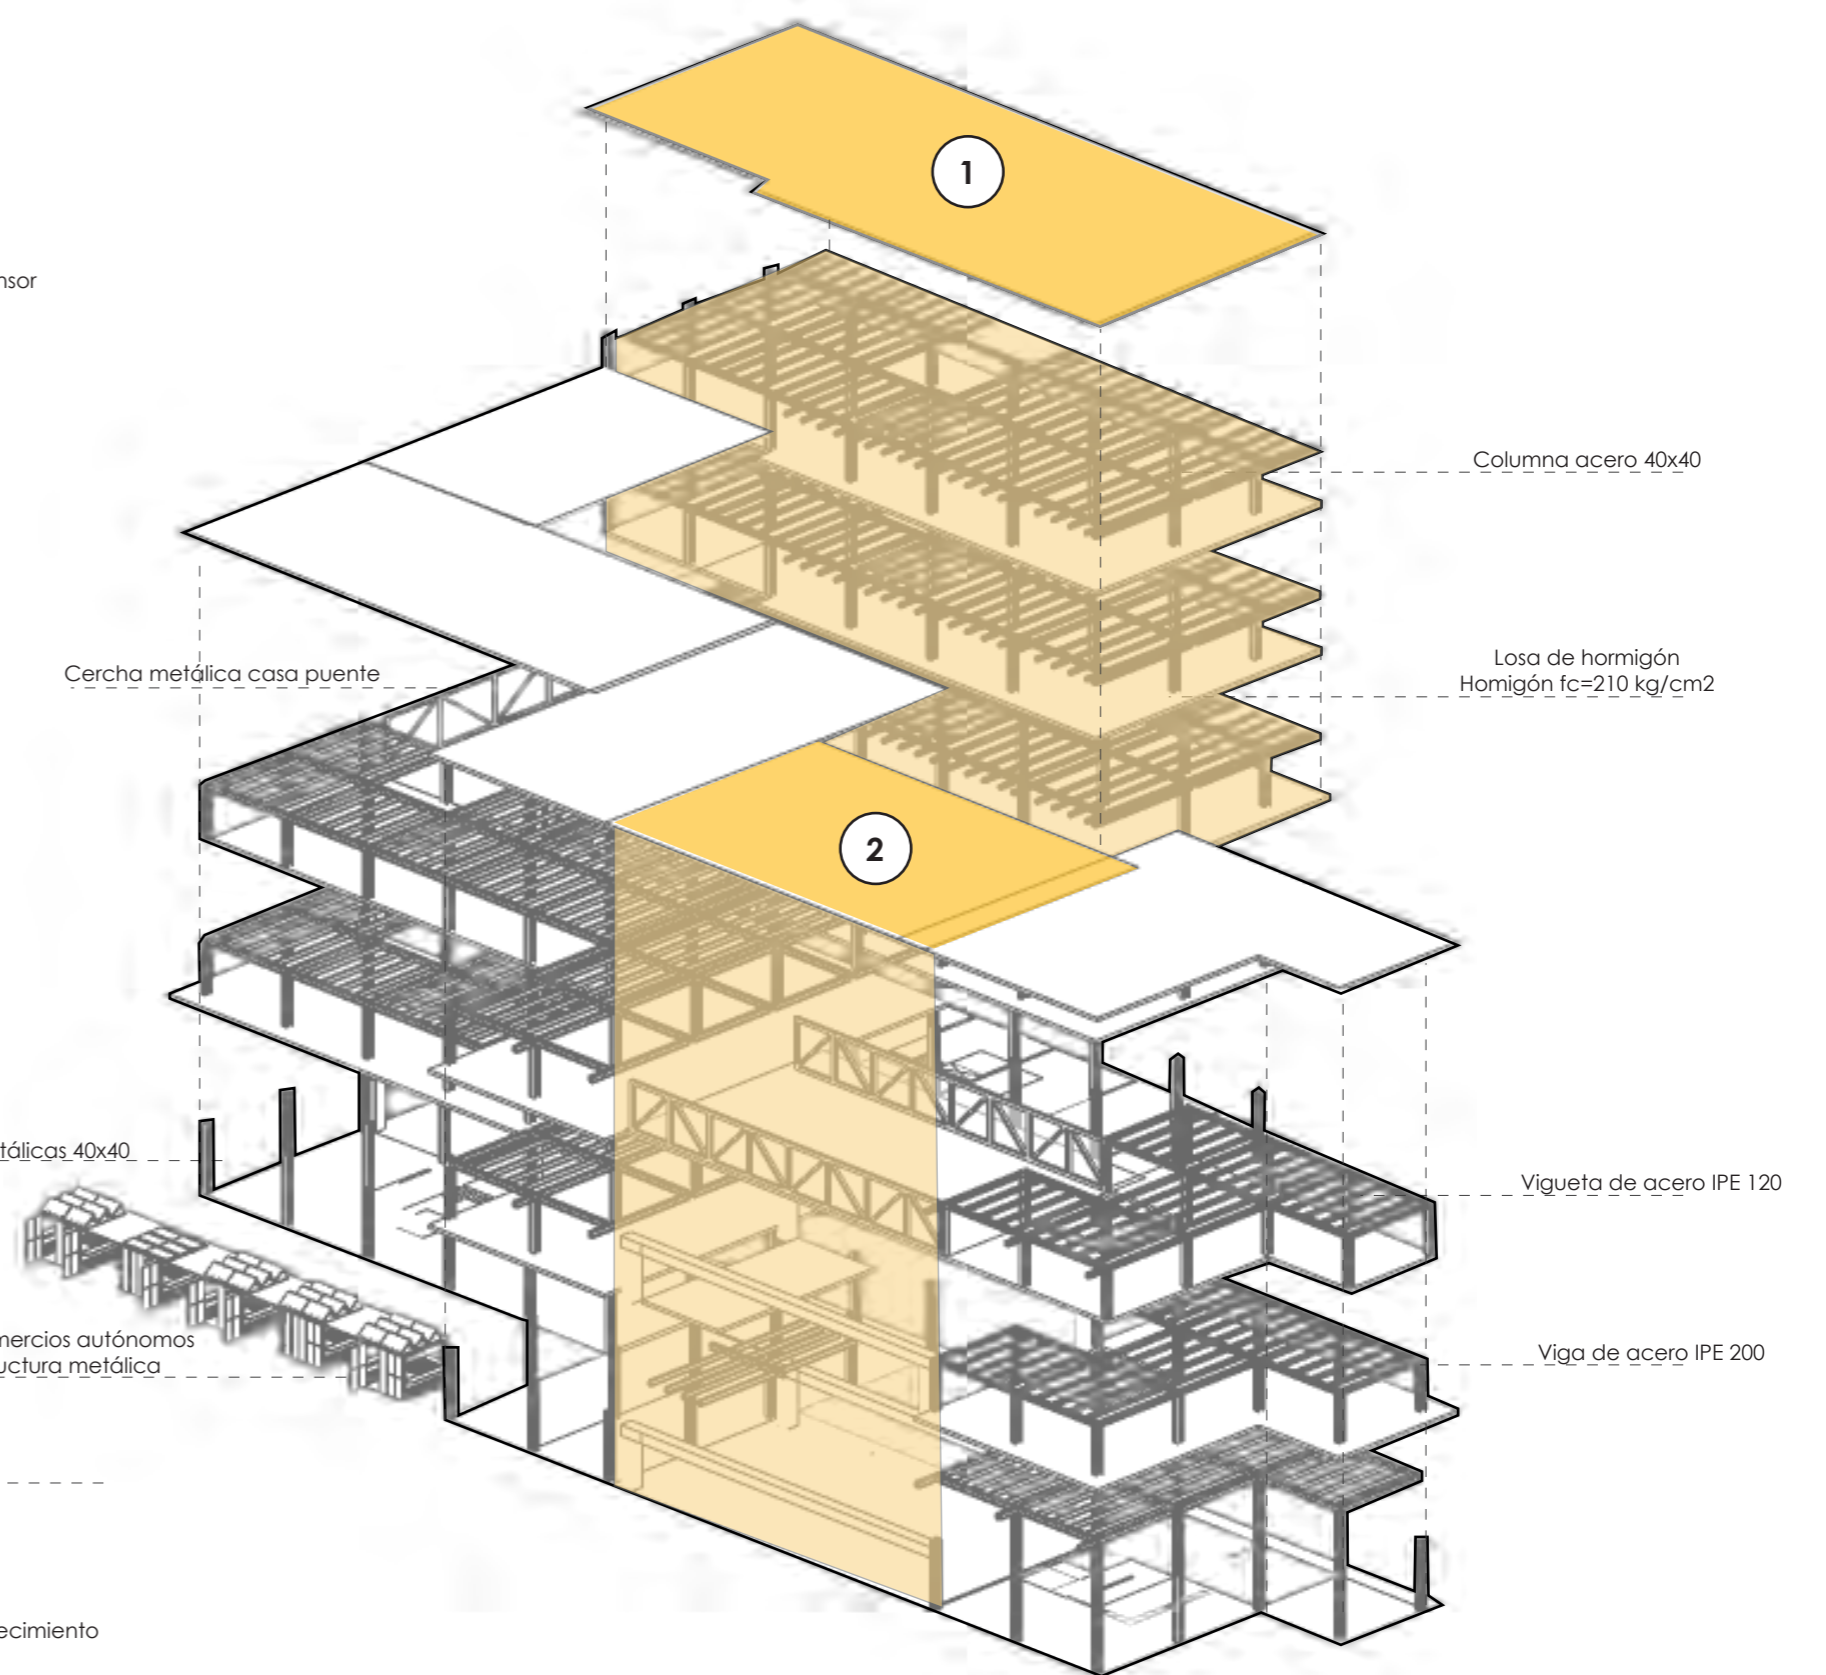 1
nsor
Columna acero 40x40
Losa de hormigón
Homigón fc=210 kg/cm2
Cercha metálica casa puente
2
tálicas 40x40
Vigueta de acero IPE 120
mercios autónomos
uctura metálica
Viga de acero IPE 200
ecimiento